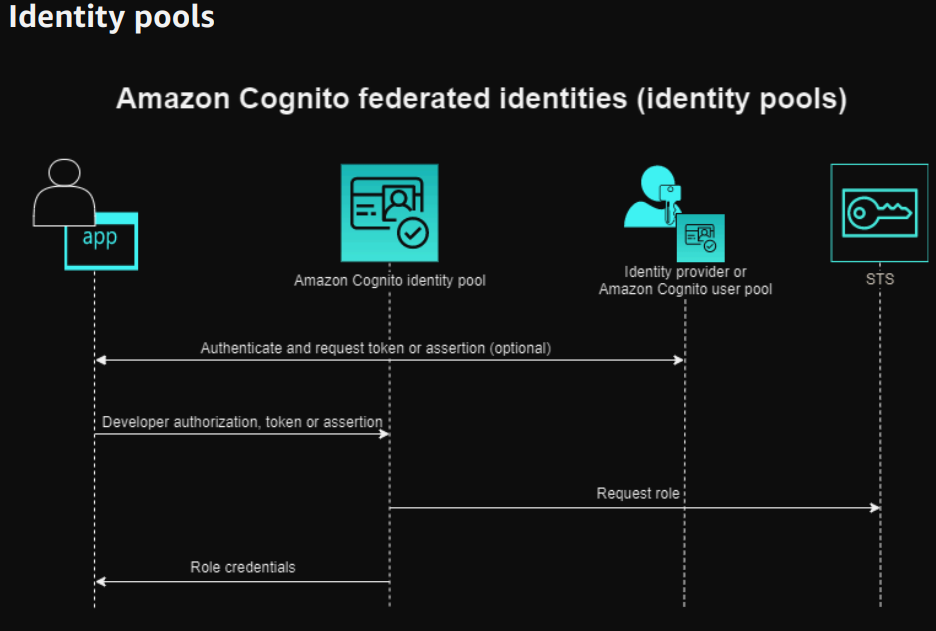 Identity pools
Amazon Cognito federated identities (identity pools)
app
Amazon Cognito identity pool
Identity provider or
Amazon Cognito user pool
STS
Authenticate and request token or assertion (optional)
Developer authorization, token or assertion
Request role
Role credentials